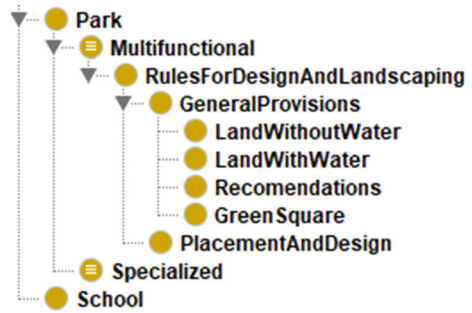 Park
Multifunctional
RulesForDesignAndLandscaping
GeneralProvisions
LandWithoutWater
LandWithWater
Recomendations
GreenSquare
PlacementAndDesign
Specialized
School